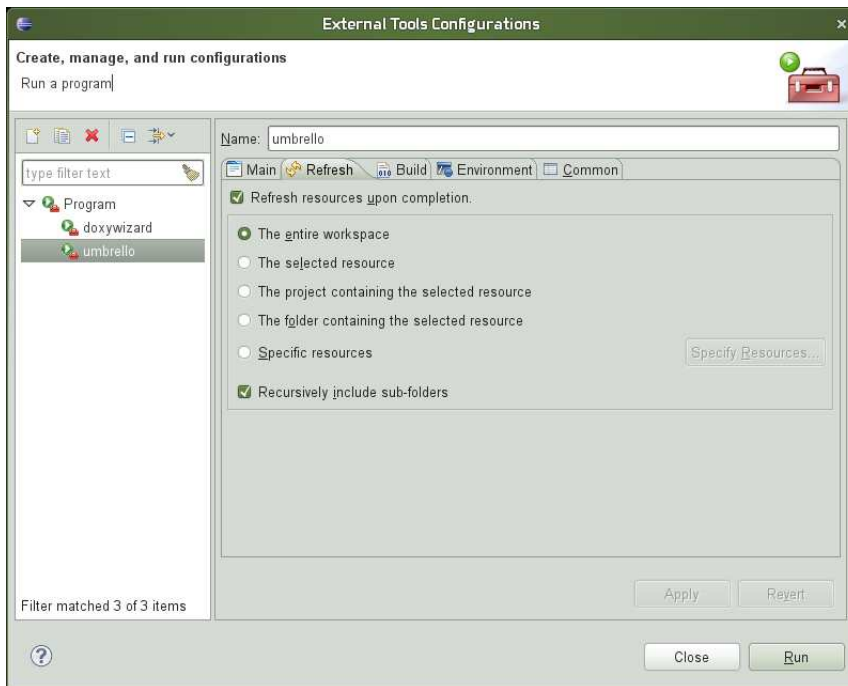 External Tools Configurations
Create, manage, and run configurations
Run a program
Name: umbrello
type filter text
Main Refresh Build Environment Common
Program
doxywizard
umbrello
Refresh resources upon completion.
The entire workspace
The selected resource
The project containing the selected resource
The folder containing the selected resource
Specific resources
Specify Resources...
Recursively include sub-folders
Filter matched 3 of 3 items
Apply Revert
Close Run